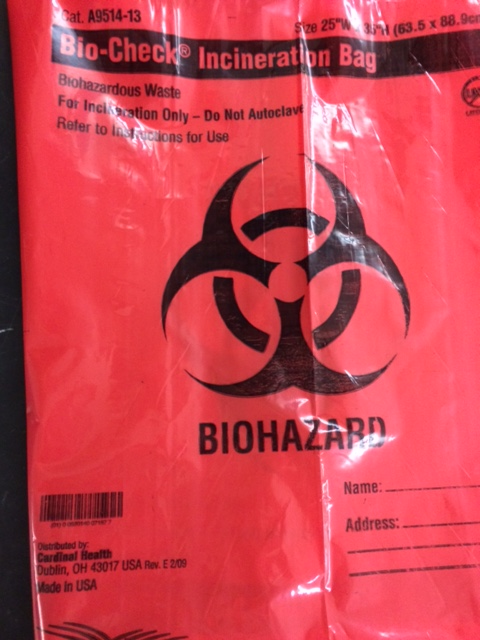 Cat. A9514-13
Size 25"W x 35"H (63.5 x 88.9cm
Bio-Check® Incineration Bag
Biohazardous Waste
For Incineration Only – Do Not Autoclave
Refer to Instructions for Use
BIOHAZARD
Name:
Address:
Distributed by:
Cardinal Health
Dublin, OH 43017 USA Rev. E 2/09
Made in USA